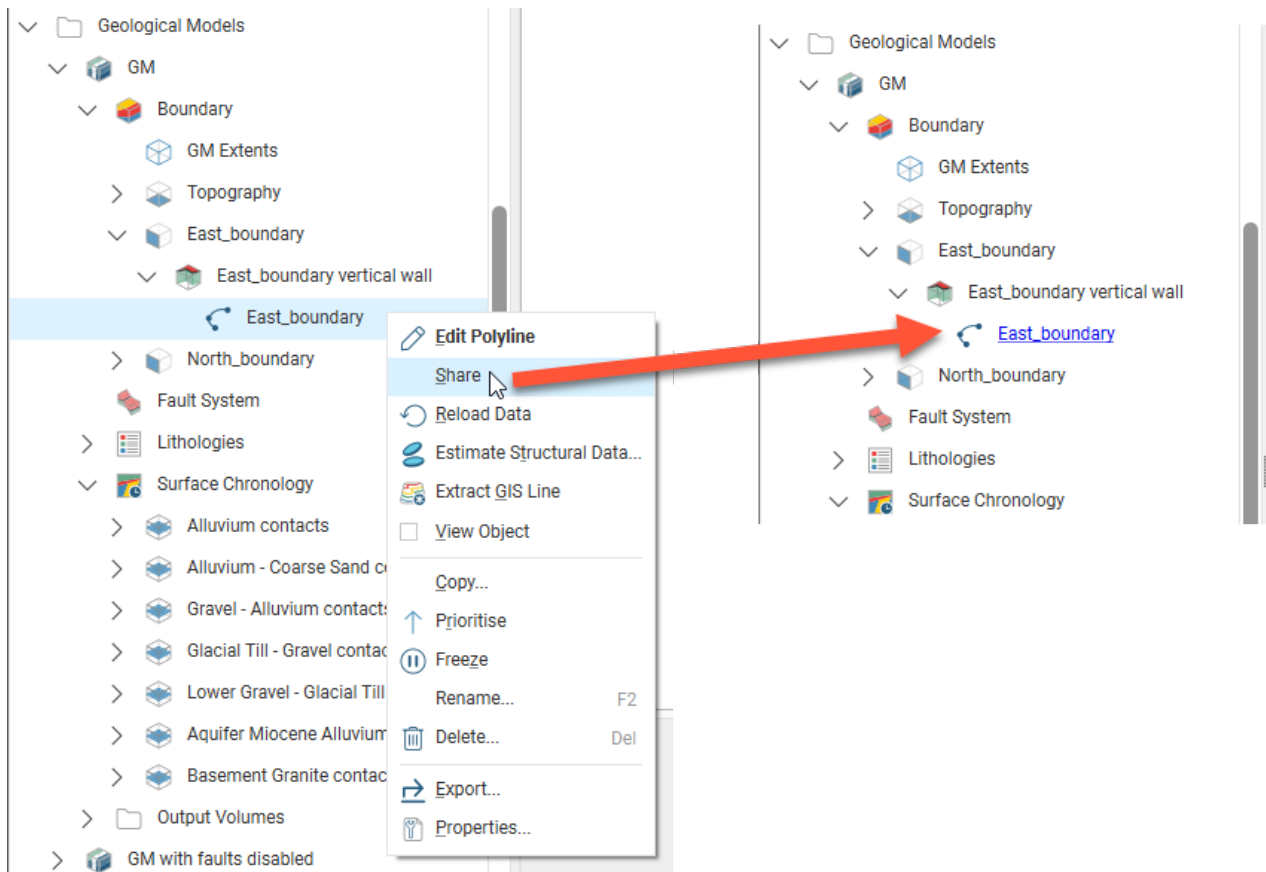 Geological Models
GM
Boundary
GM Extents
Topography
East_boundary
East_boundary vertical wall
East_boundary
North_boundary
Fault System
Lithologies
Surface Chronology
Alluvium contacts
Alluvium - Coarse Sand c
Gravel - Alluvium contacts
Glacial Till - Gravel contac
Lower Gravel - Glacial Till
Aquifer Miocene Alluvium
Basement Granite contac
Output Volumes
GM with faults disabled
Edit Polyline
Share
Reload Data
Estimate Structural Data...
Extract GIS Line
View Object
Copy...
Prioritise
Freeze
Rename... F2
Delete... Del
Export...
Properties...
Geological Models
GM
Boundary
GM Extents
Topography
East_boundary
East_boundary vertical wall
East_boundary
North_boundary
Fault System
Lithologies
Surface Chronology